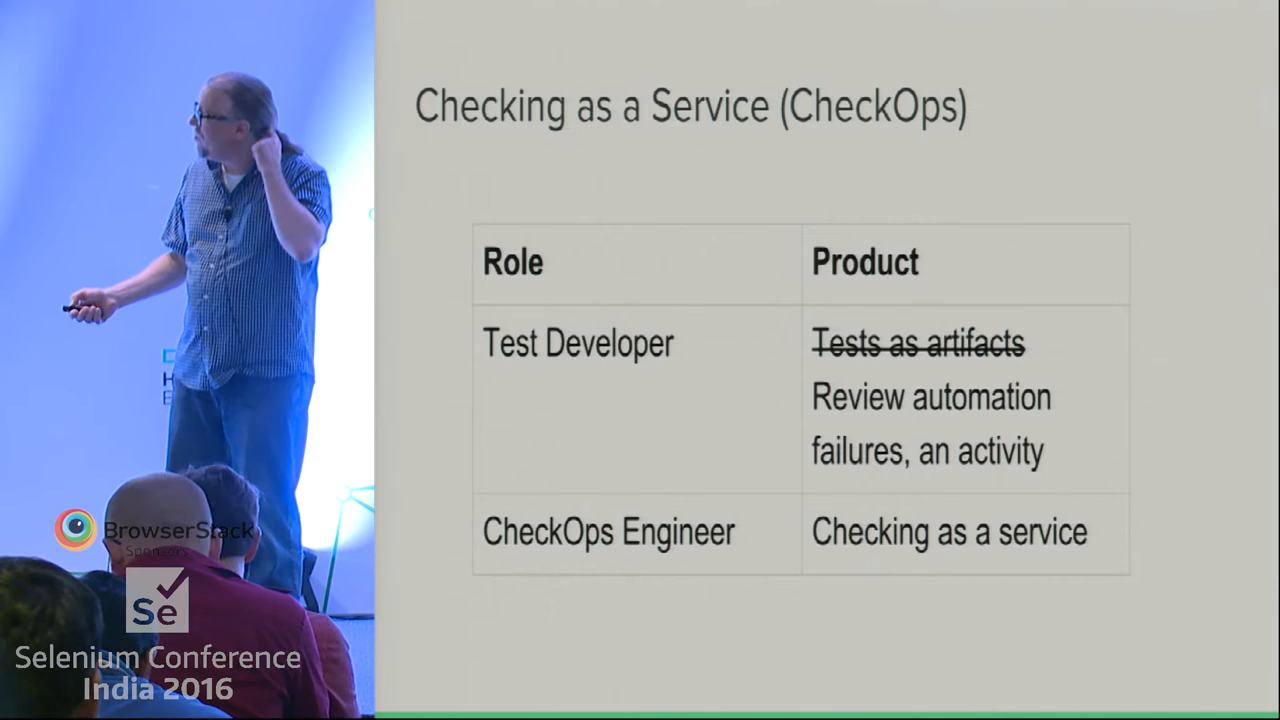 Checking as a Service (CheckOps)
Role
Product
Test Developer
Tests as artifacts
Review automation
failures, an activity
CheckOps Engineer
Checking as a service
BrowserStack
Sponsors
Se
Selenium Conference
India 2016